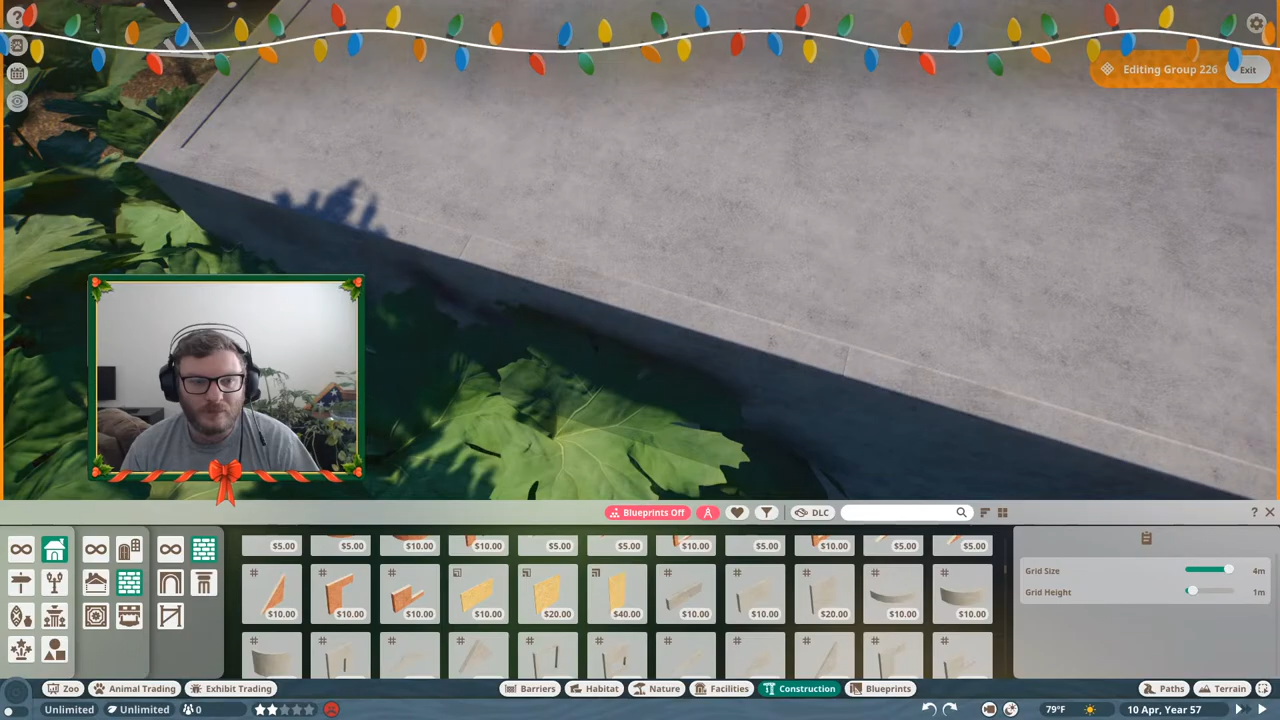 Editing Group 226
Exit
Blueprints Off
DLC
$5.00 $5.00 $10.00 $10.00 $5.00 $5.00 $10.00 $5.00 $10.00 $5.00 $5.00
$10.00 $10.00 $10.00 $10.00 $20.00 $40.00 $10.00 $10.00 $20.00 $10.00 $10.00
Grid Size 4m
Grid Height 1m
Zoo Animal Trading Exhibit Trading Barriers Habitat Nature Facilities Construction Blueprints Paths Terrain
Unlimited Unlimited 0 79°F 10 Apr, Year 57